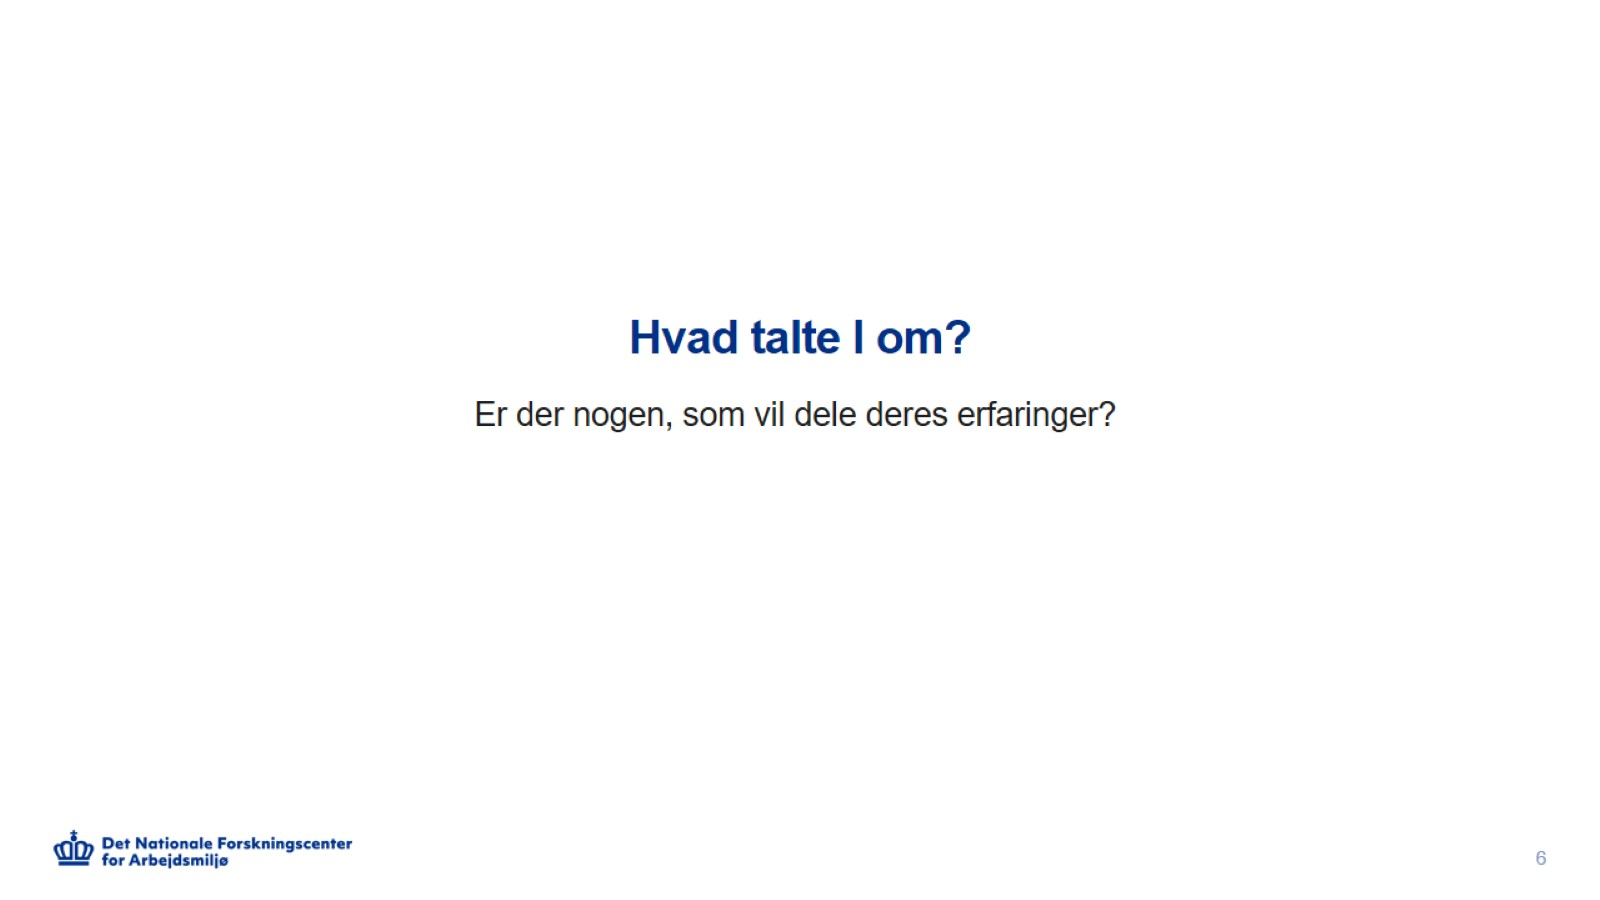 Hvad talte I om?
Er der nogen, som vil dele deres erfaringer?
Det Nationale Forskningscenter
for Arbejdsmiljø
6